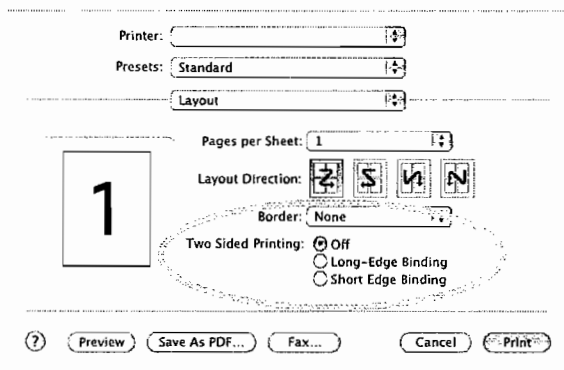 Printer:
Presets: Standard
Layout
Pages per Sheet: 1
1
Layout Direction:
Border: None
Two Sided Printing: Off
Long-Edge Binding
Short Edge Binding
? Preview Save As PDF... Fax... Cancel Print